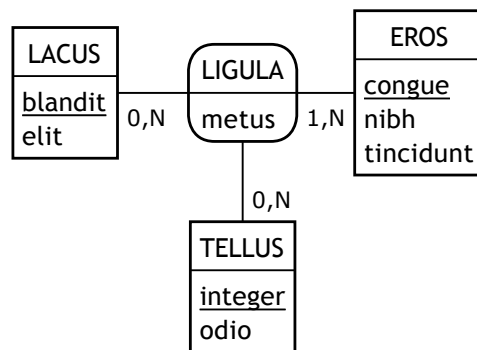 LACUS
blandit
elit
0,N
LIGULA
metus
1,N
EROS
congue
nibh
tincidunt
0,N
TELLUS
integer
odio